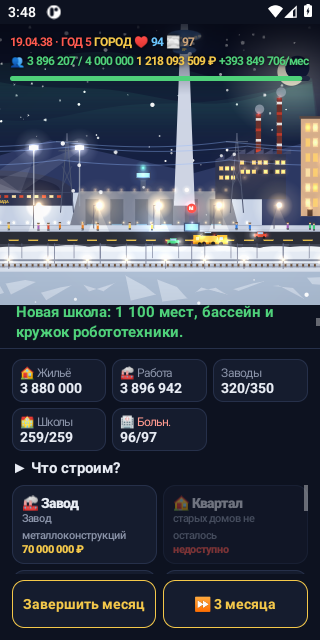 3:48
19.04.38 · ГОД 5 ГОРОД ❤️ 94 📰 97
👥 3 896 207 / 4 000 000 1 218 093 509 ₽ +393 849 706/мес
М
Новая школа: 1 100 мест, бассейн и
кружок робототехники.
🏠 Жильё
3 880 000
🏭 Работа
3 896 942
Заводы
320/350
🏫 Школы
259/259
🏥 Больн.
96/97
▶ Что строим?
🏭 Завод
Завод
металлоконструкций
70 000 000 ₽
🏠 Квартал
старых домов не
осталось
недоступно
Завершить месяц
⏩ 3 месяца